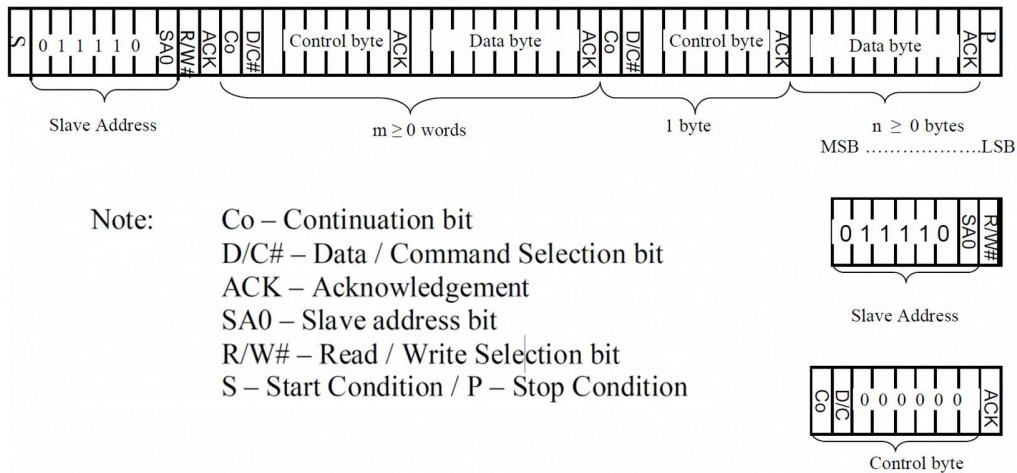 S 0 1 1 1 1 0 SA0 R/W# ACK Co D/C# Control byte ACK Data byte ACK Co D/C# Control byte ACK Data byte ACK P
Slave Address
m ≥ 0 words
1 byte
n ≥ 0 bytes
MSB ……………….LSB
Note:
Co – Continuation bit
D/C# – Data / Command Selection bit
ACK – Acknowledgement
SA0 – Slave address bit
R/W# – Read / Write Selection bit
S – Start Condition / P – Stop Condition
0 1 1 1 1 0 SA0 R/W#
Slave Address
Co D/C 0 0 0 0 0 0 ACK
Control byte